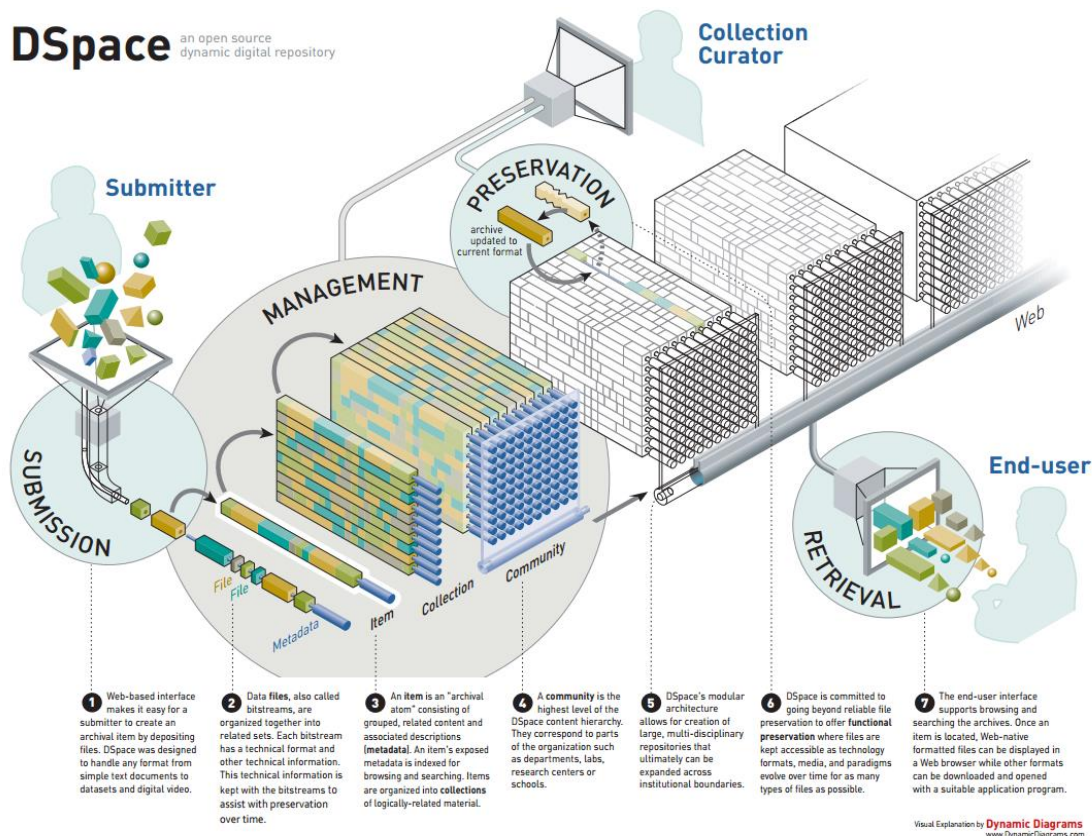 DSpace
an open source
dynamic digital repository
Collection
Curator
Submitter
PRESERVATION
archive
updated to
current format
MANAGEMENT
Web
SUBMISSION
End-user
RETRIEVAL
File
File
Metadata
Item
Collection
Community
1 Web-based interface
makes it easy for a
submitter to create an
archival item by depositing
files. DSpace was designed
to handle any format from
simple text documents to
datasets and digital video.
2 Data files, also called
bitstreams, are
organized together into
related sets. Each bitstream
has a technical format and
other technical information.
This technical information is
kept with the bitstreams to
assist with preservation
over time.
3 An item is an "archival
atom" consisting of
grouped, related content and
associated descriptions
(metadata). An item's exposed
metadata is indexed for
browsing and searching. Items
are organized into collections
of logically-related material.
4 A community is the
highest level of the
DSpace content hierarchy.
They correspond to parts
of the organization such
as departments, labs,
research centers or
schools.
5 DSpace's modular
architecture
allows for creation of
large, multi-disciplinary
repositories that
ultimately can be
expanded across
institutional boundaries.
6 DSpace is committed to
going beyond reliable file
preservation to offer functional
preservation where files are
kept accessible as technology
formats, media, and paradigms
evolve over time for as many
types of files as possible.
7 The end-user interface
supports browsing and
searching the archives. Once an
item is located, Web-native
formatted files can be displayed
in a Web browser while other formats
can be downloaded and opened
with a suitable application program.
Visual Explanation by Dynamic Diagrams
www.DynamicDiagrams.com